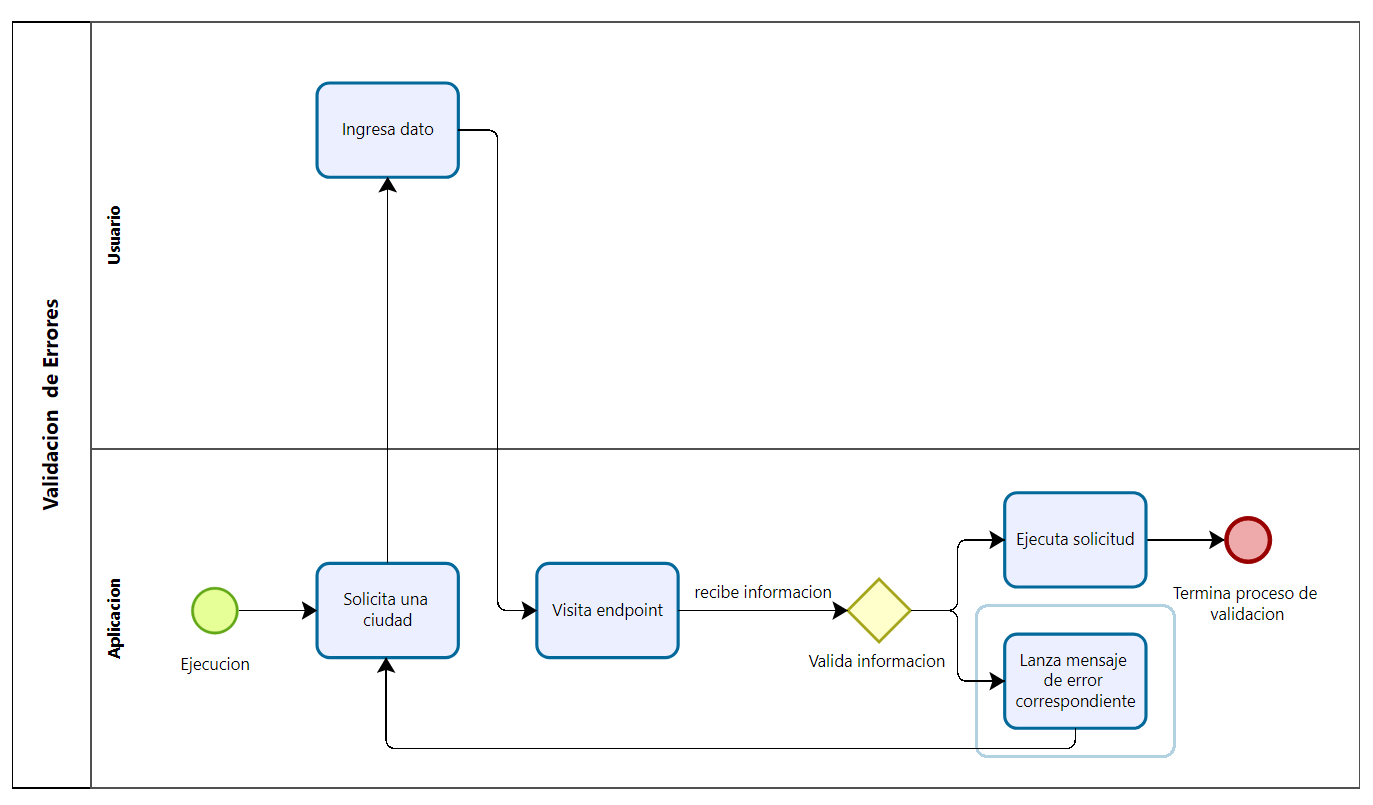 Validacion de Errores
Usuario
Ingresa dato
Aplicacion
Ejecucion
Solicita una
ciudad
Visita endpoint
recibe informacion
Valida informacion
Ejecuta solicitud
Termina proceso de
validacion
Lanza mensaje
de error
correspondiente